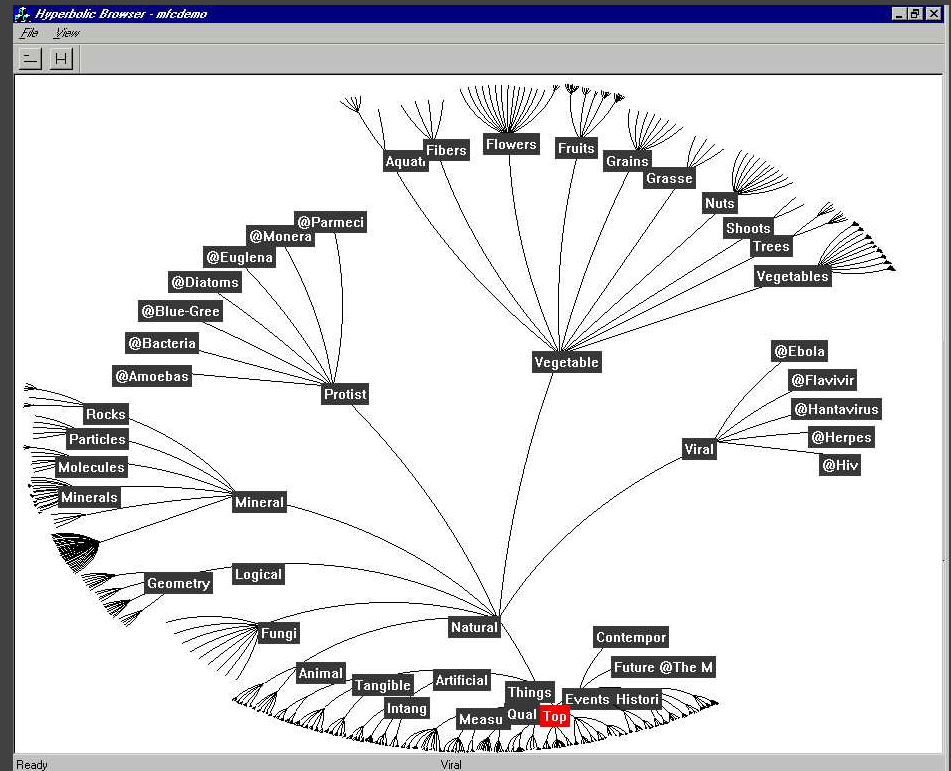 Hyperbolic Browser - mfcdemo
File View
Aquati
Fibers
Flowers
Fruits
Grains
Grasse
Nuts
Shoots
Trees
Vegetables
@Parmeci
@Monera
@Euglena
@Diatoms
@Blue-Gree
@Bacteria
@Amoebas
Protist
Vegetable
@Ebola
@Flavivir
@Hantavirus
@Herpes
@Hiv
Viral
Rocks
Particles
Molecules
Minerals
Mineral
Logical
Geometry
Fungi
Natural
Contempor
Future @The M
Animal
Tangible
Artificial
Intang
Things
Events
Histori
Measu
Qual
Top
Ready
Viral